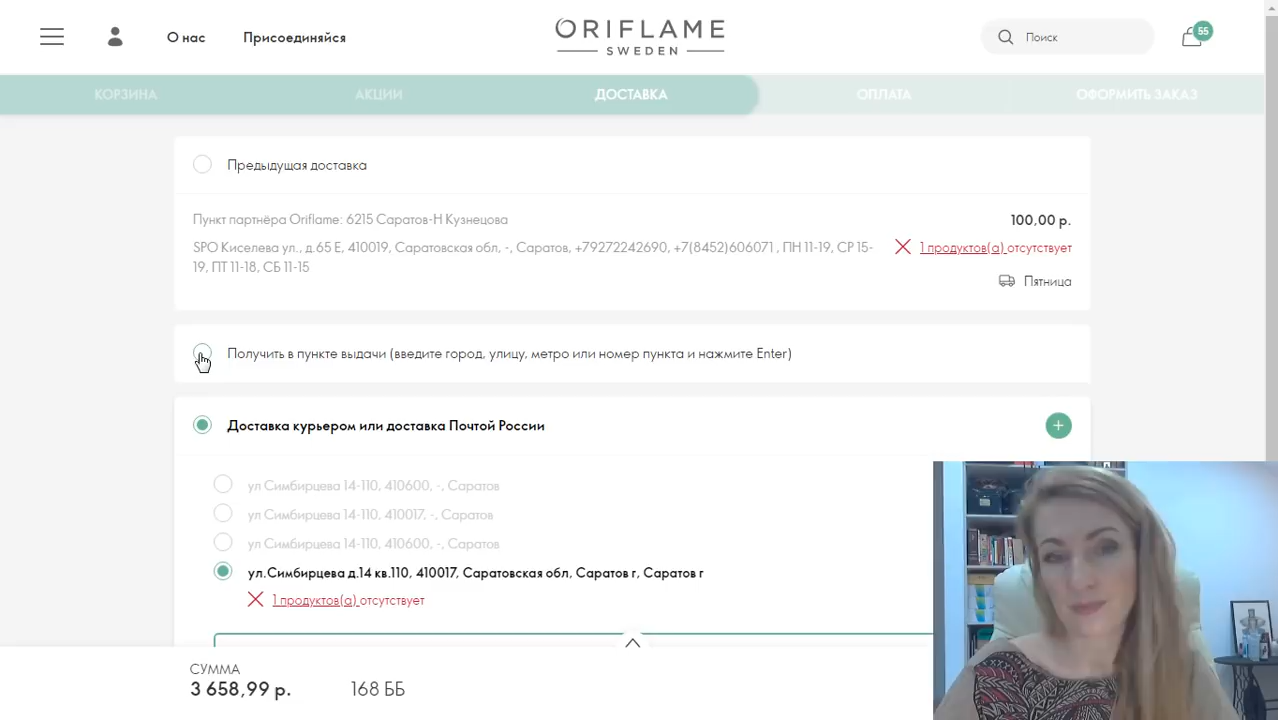 О нас
Присоединяйся
ORIFLAME
SWEDEN
Поиск
55
КОРЗИНА
АКЦИИ
ДОСТАВКА
ОПЛАТА
ОФОРМИТЬ ЗАКАЗ
Предыдущая доставка
Пункт партнёра Oriflame: 6215 Саратов-Н Кузнецова
100,00 р.
SPO Киселева ул., д.65 Е, 410019, Саратовская обл, -, Саратов, +79272242690, +7(8452)606071 , ПН 11-19, СР 15-
19, ПТ 11-18, СБ 11-15
1 продуктов(а) отсутствует
Пятница
Получить в пункте выдачи (введите город, улицу, метро или номер пункта и нажмите Enter)
Доставка курьером или доставка Почтой России
ул Симбирцева 14-110, 410600, -, Саратов
ул Симбирцева 14-110, 410017, -, Саратов
ул Симбирцева 14-110, 410600, -, Саратов
ул.Симбирцева д.14 кв.110, 410017, Саратовская обл, Саратов г, Саратов г
1 продуктов(а) отсутствует
СУММА
3 658,99 р.
168 ББ